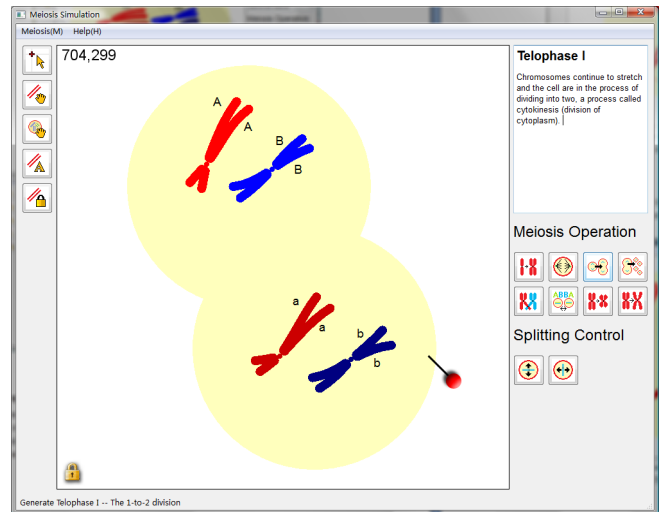 Meiosis Simulation
Meiosis(M) Help(H)
704,299
A
A
B
B
a
a
b
b
Telophase I
Chromosomes continue to stretch
and the cell are in the process of
dividing into two, a process called
cytokinesis (division of
cytoplasm).
Meiosis Operation
ABBA
Splitting Control
Generate Telophase I -- The 1-to-2 division